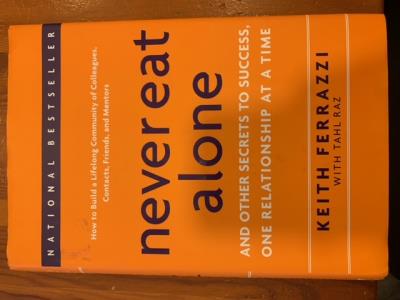 NATIONAL BESTSELLER
How to Build a Lifelong Community of Colleagues,
Contacts, Friends, and Mentors
never eat
alone
AND OTHER SECRETS TO SUCCESS,
ONE RELATIONSHIP AT A TIME
KEITH FERRAZZI
WITH TAHL RAZ